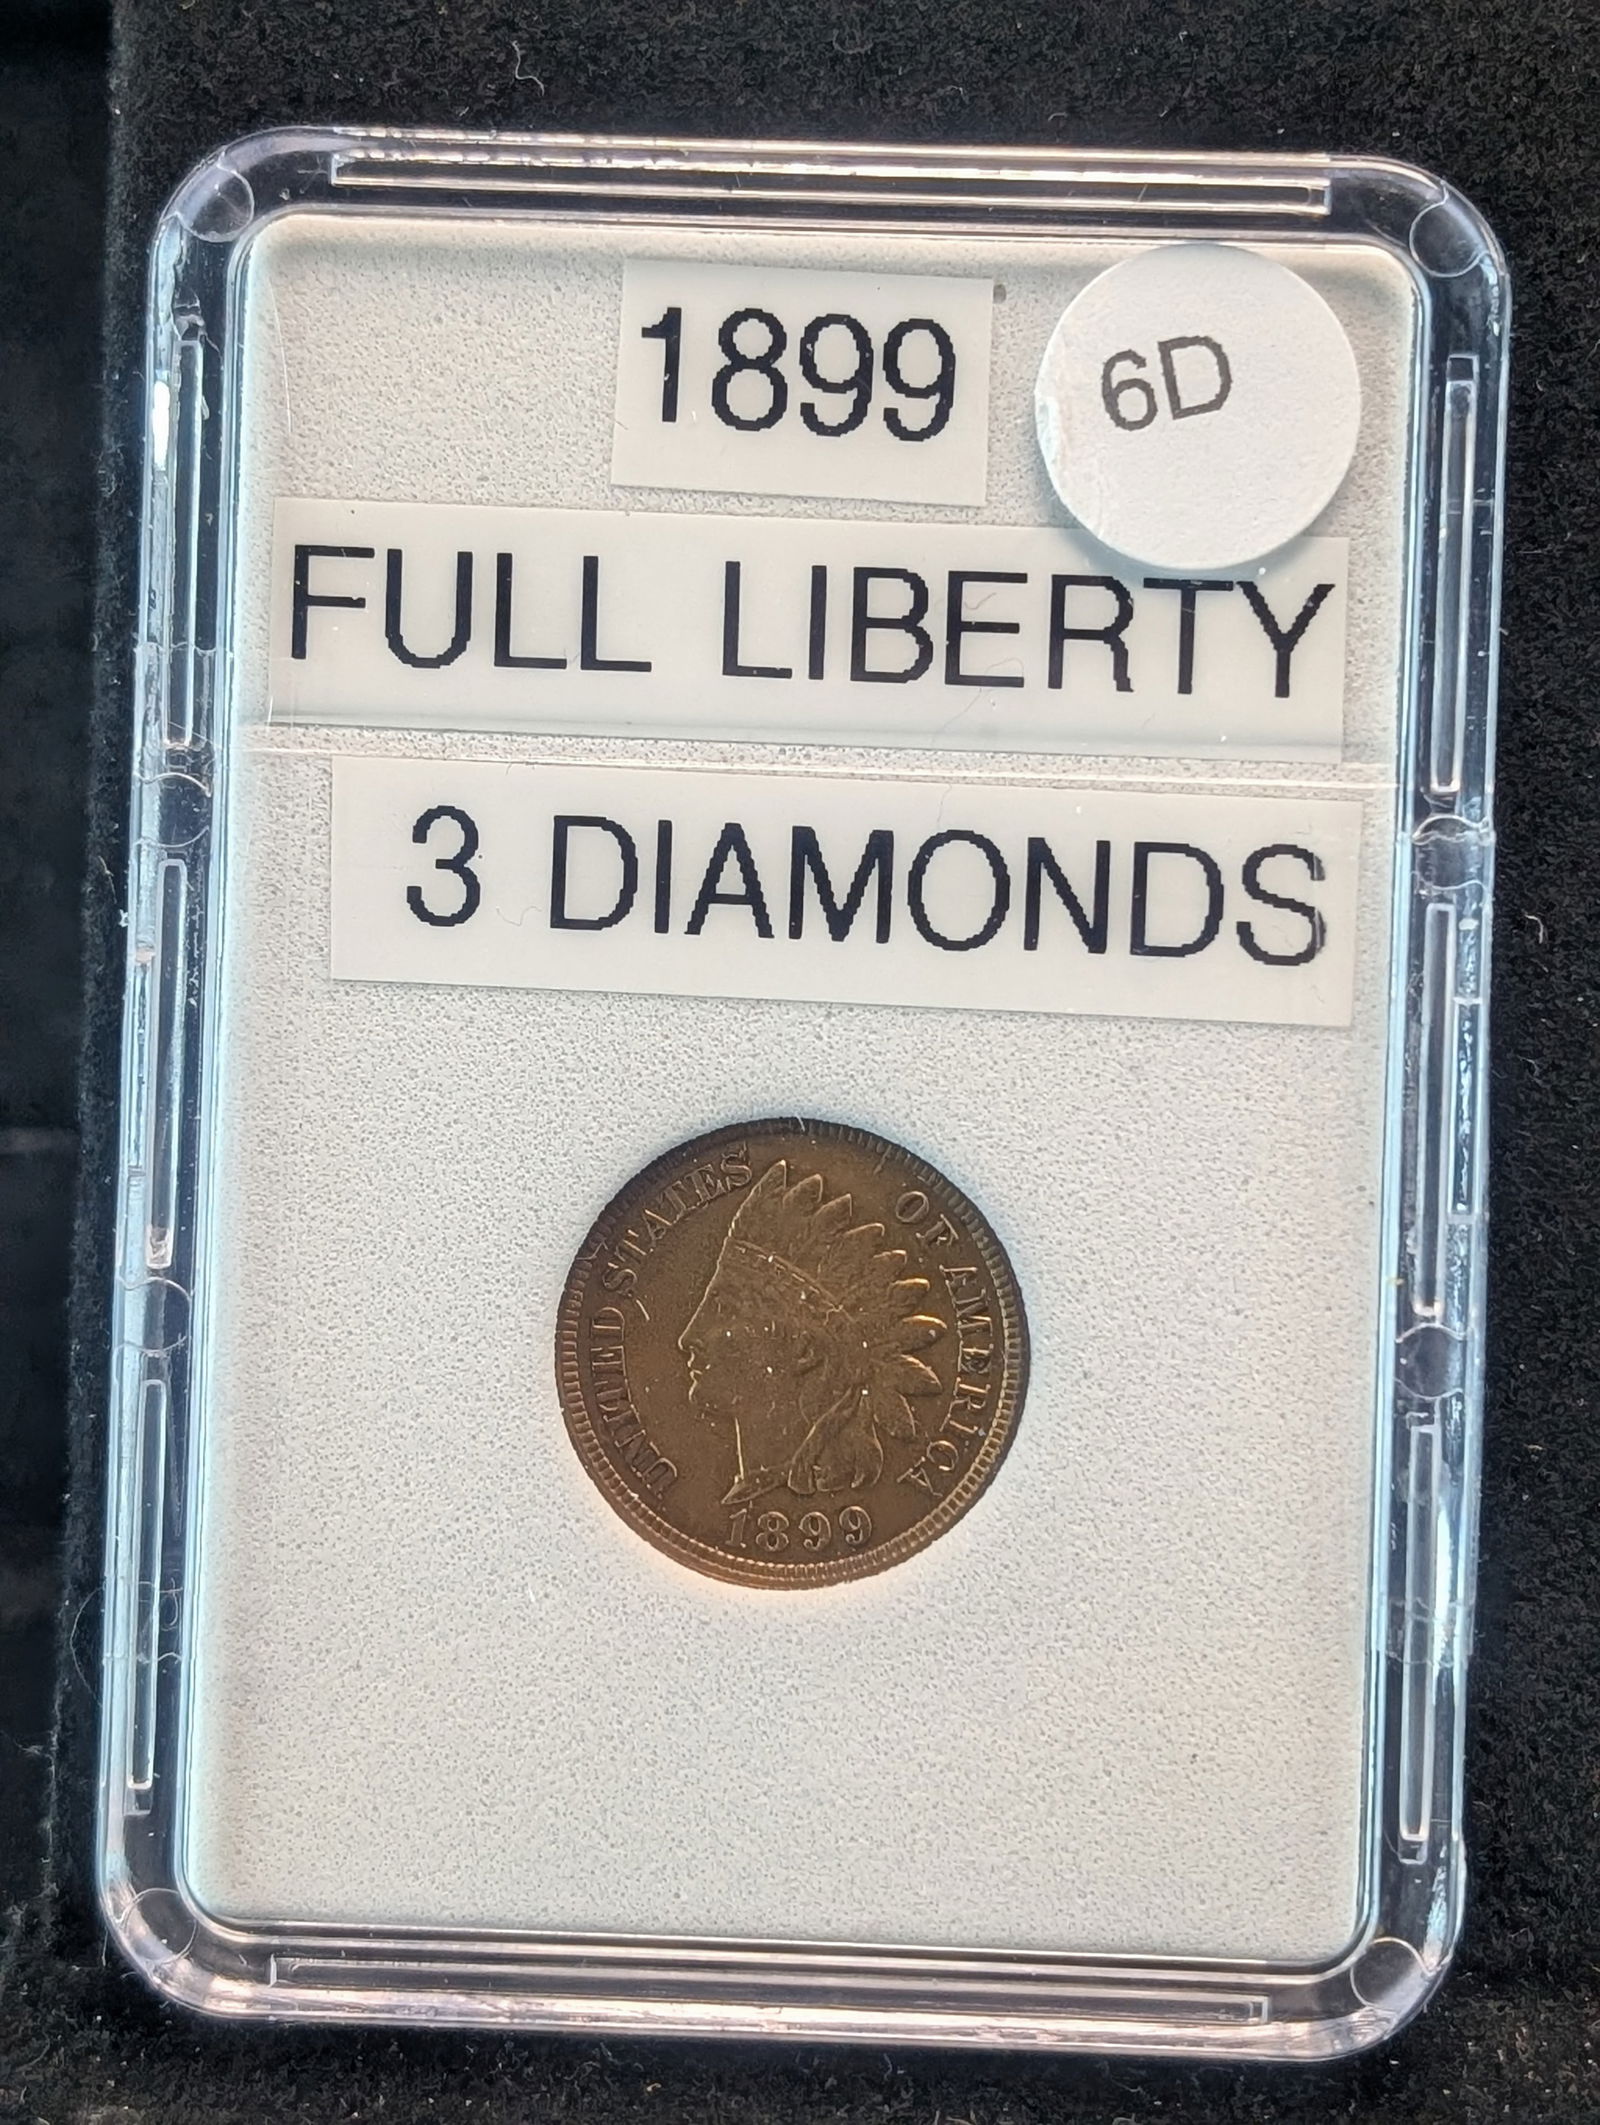 1899
6D
FULL LIBERTY
3 DIAMONDS
UNITED STATES OF AMERICA
1899